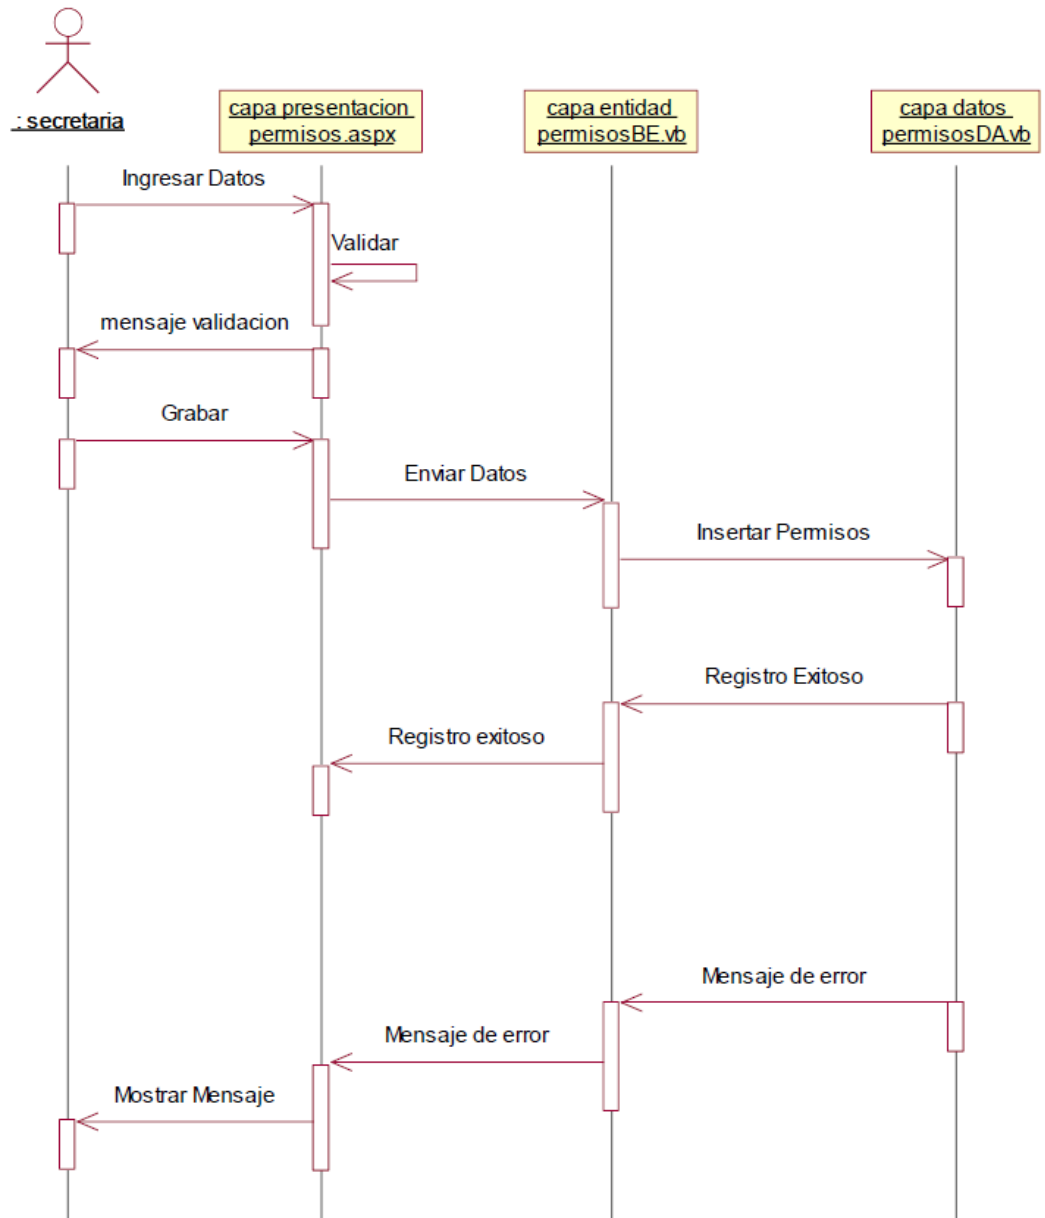 : secretaria
capa presentacion
permisos.aspx
capa entidad
permisosBE.vb
capa datos
permisosDA.vb
Ingresar Datos
Validar
mensaje validacion
Grabar
Enviar Datos
Insertar Permisos
Registro Exitoso
Registro exitoso
Mensaje de error
Mensaje de error
Mostrar Mensaje